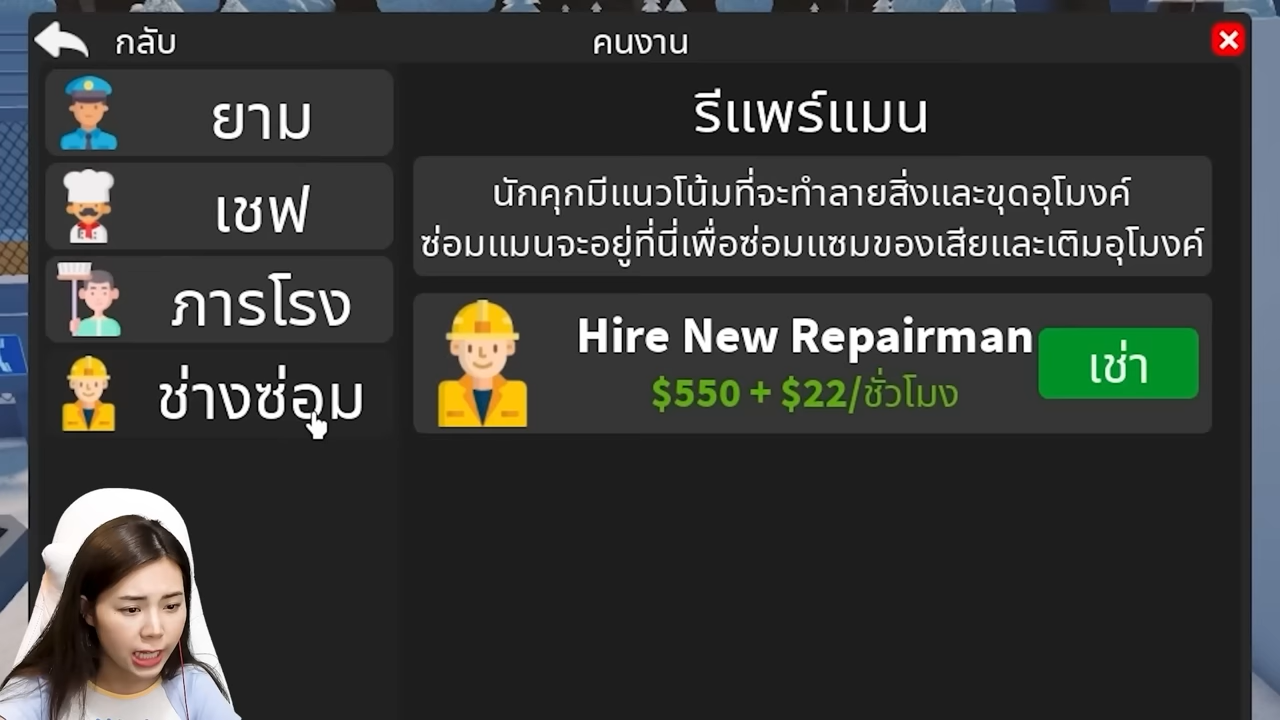 กลับ
คนงาน
ยาม
เชฟ
ภารโรง
ช่างซ่อม
รีแพร์แมน
นักคุกมีแนวโน้มที่จะทำลายสิ่งและขุดอุโมงค์
ซ่อมแมนจะอยู่ที่นี่เพื่อซ่อมแซมของเสียและเติมอุโมงค์
Hire New Repairman
$550 + $22/ชั่วโมง
เช่า